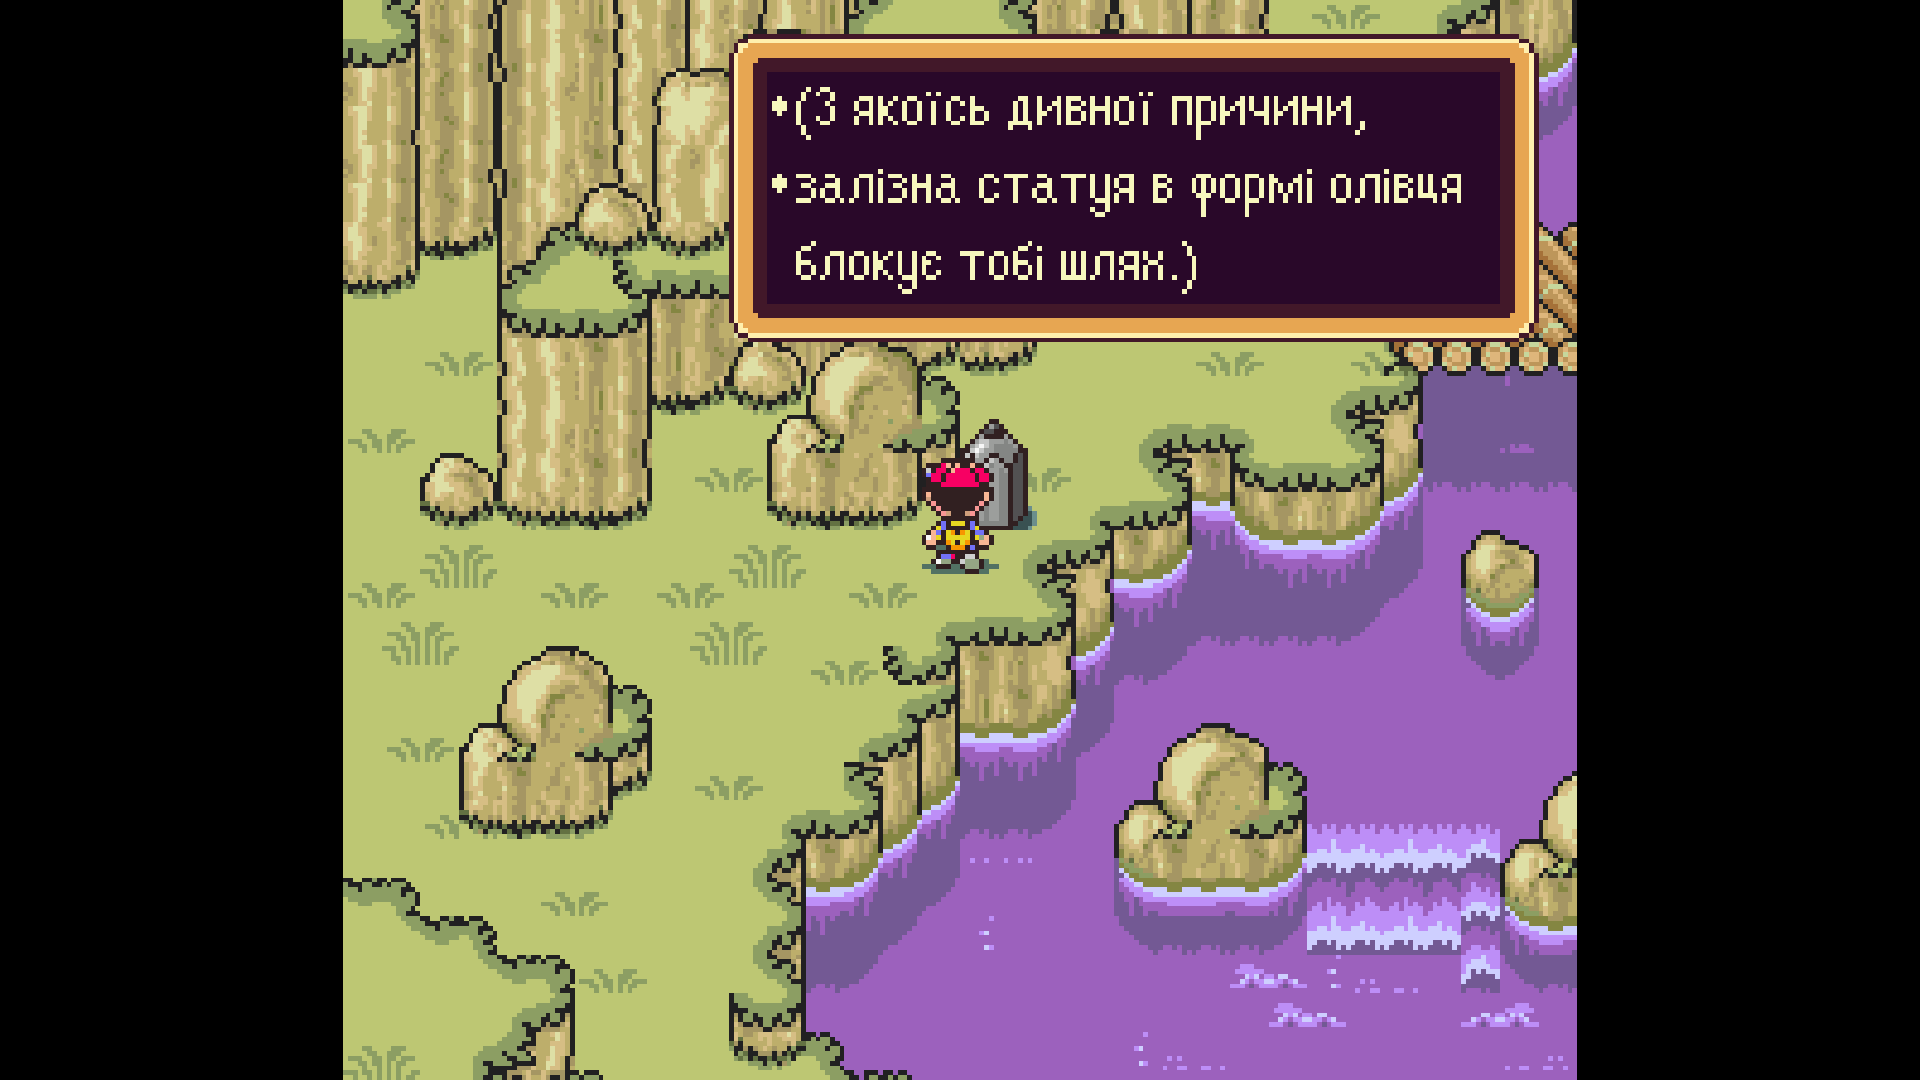 •(З якоїсь дивної причини,
•залізна статуя в формі олівця
блокує тобі шлях.)